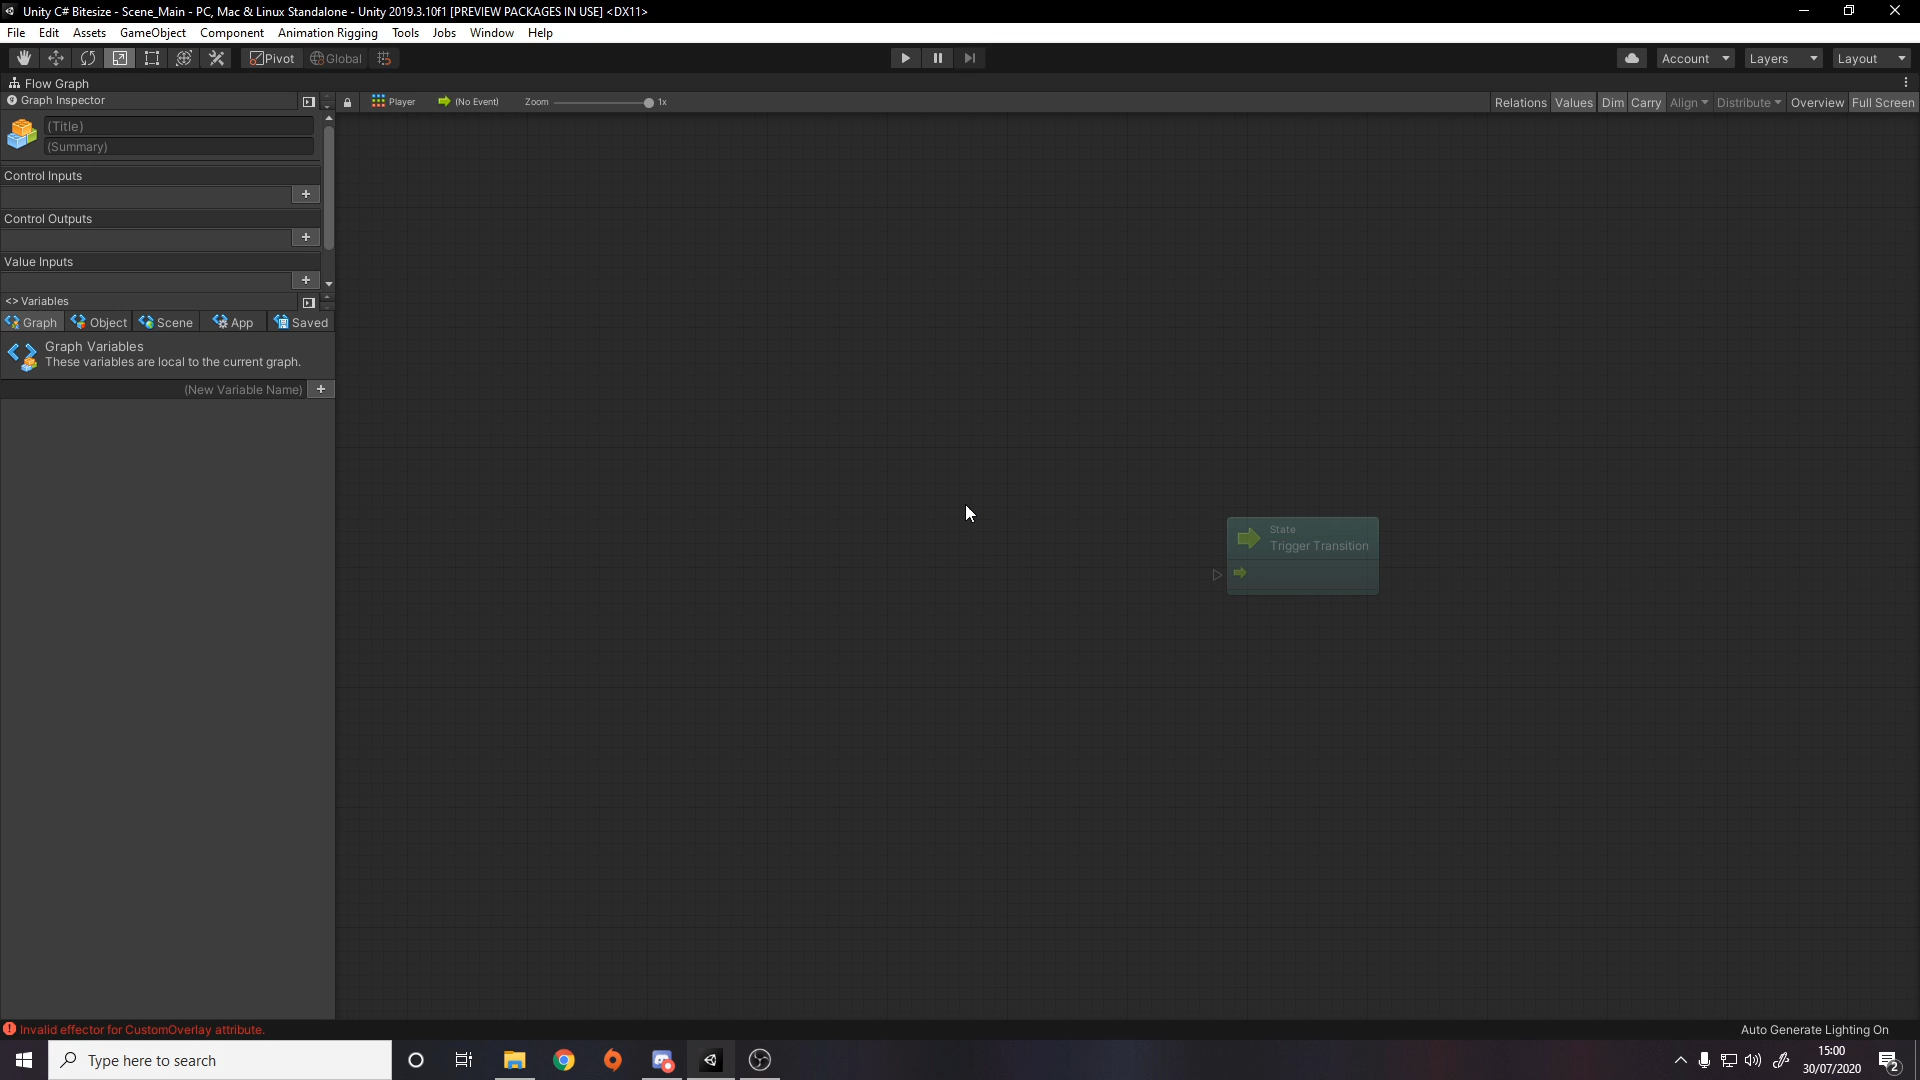 Unity C# Bitesize - Scene_Main - PC, Mac & Linux Standalone - Unity 2019.3.10f1 [PREVIEW PACKAGES IN USE] <DX11>
File Edit Assets GameObject Component Animation Rigging Tools Jobs Window Help
Pivot Global Account Layers Layout
Flow Graph
Graph Inspector
Player (No Event) Zoom 1x Relations Values Dim Carry Align Distribute Overview Full Screen
(Title)
(Summary)
Control Inputs
+
Control Outputs
+
Value Inputs
+
<> Variables
Graph Object Scene App Saved
Graph Variables
These variables are local to the current graph.
(New Variable Name) +
State
Trigger Transition
Invalid effector for CustomOverlay attribute.
Auto Generate Lighting On
Type here to search
15:00
30/07/2020
2